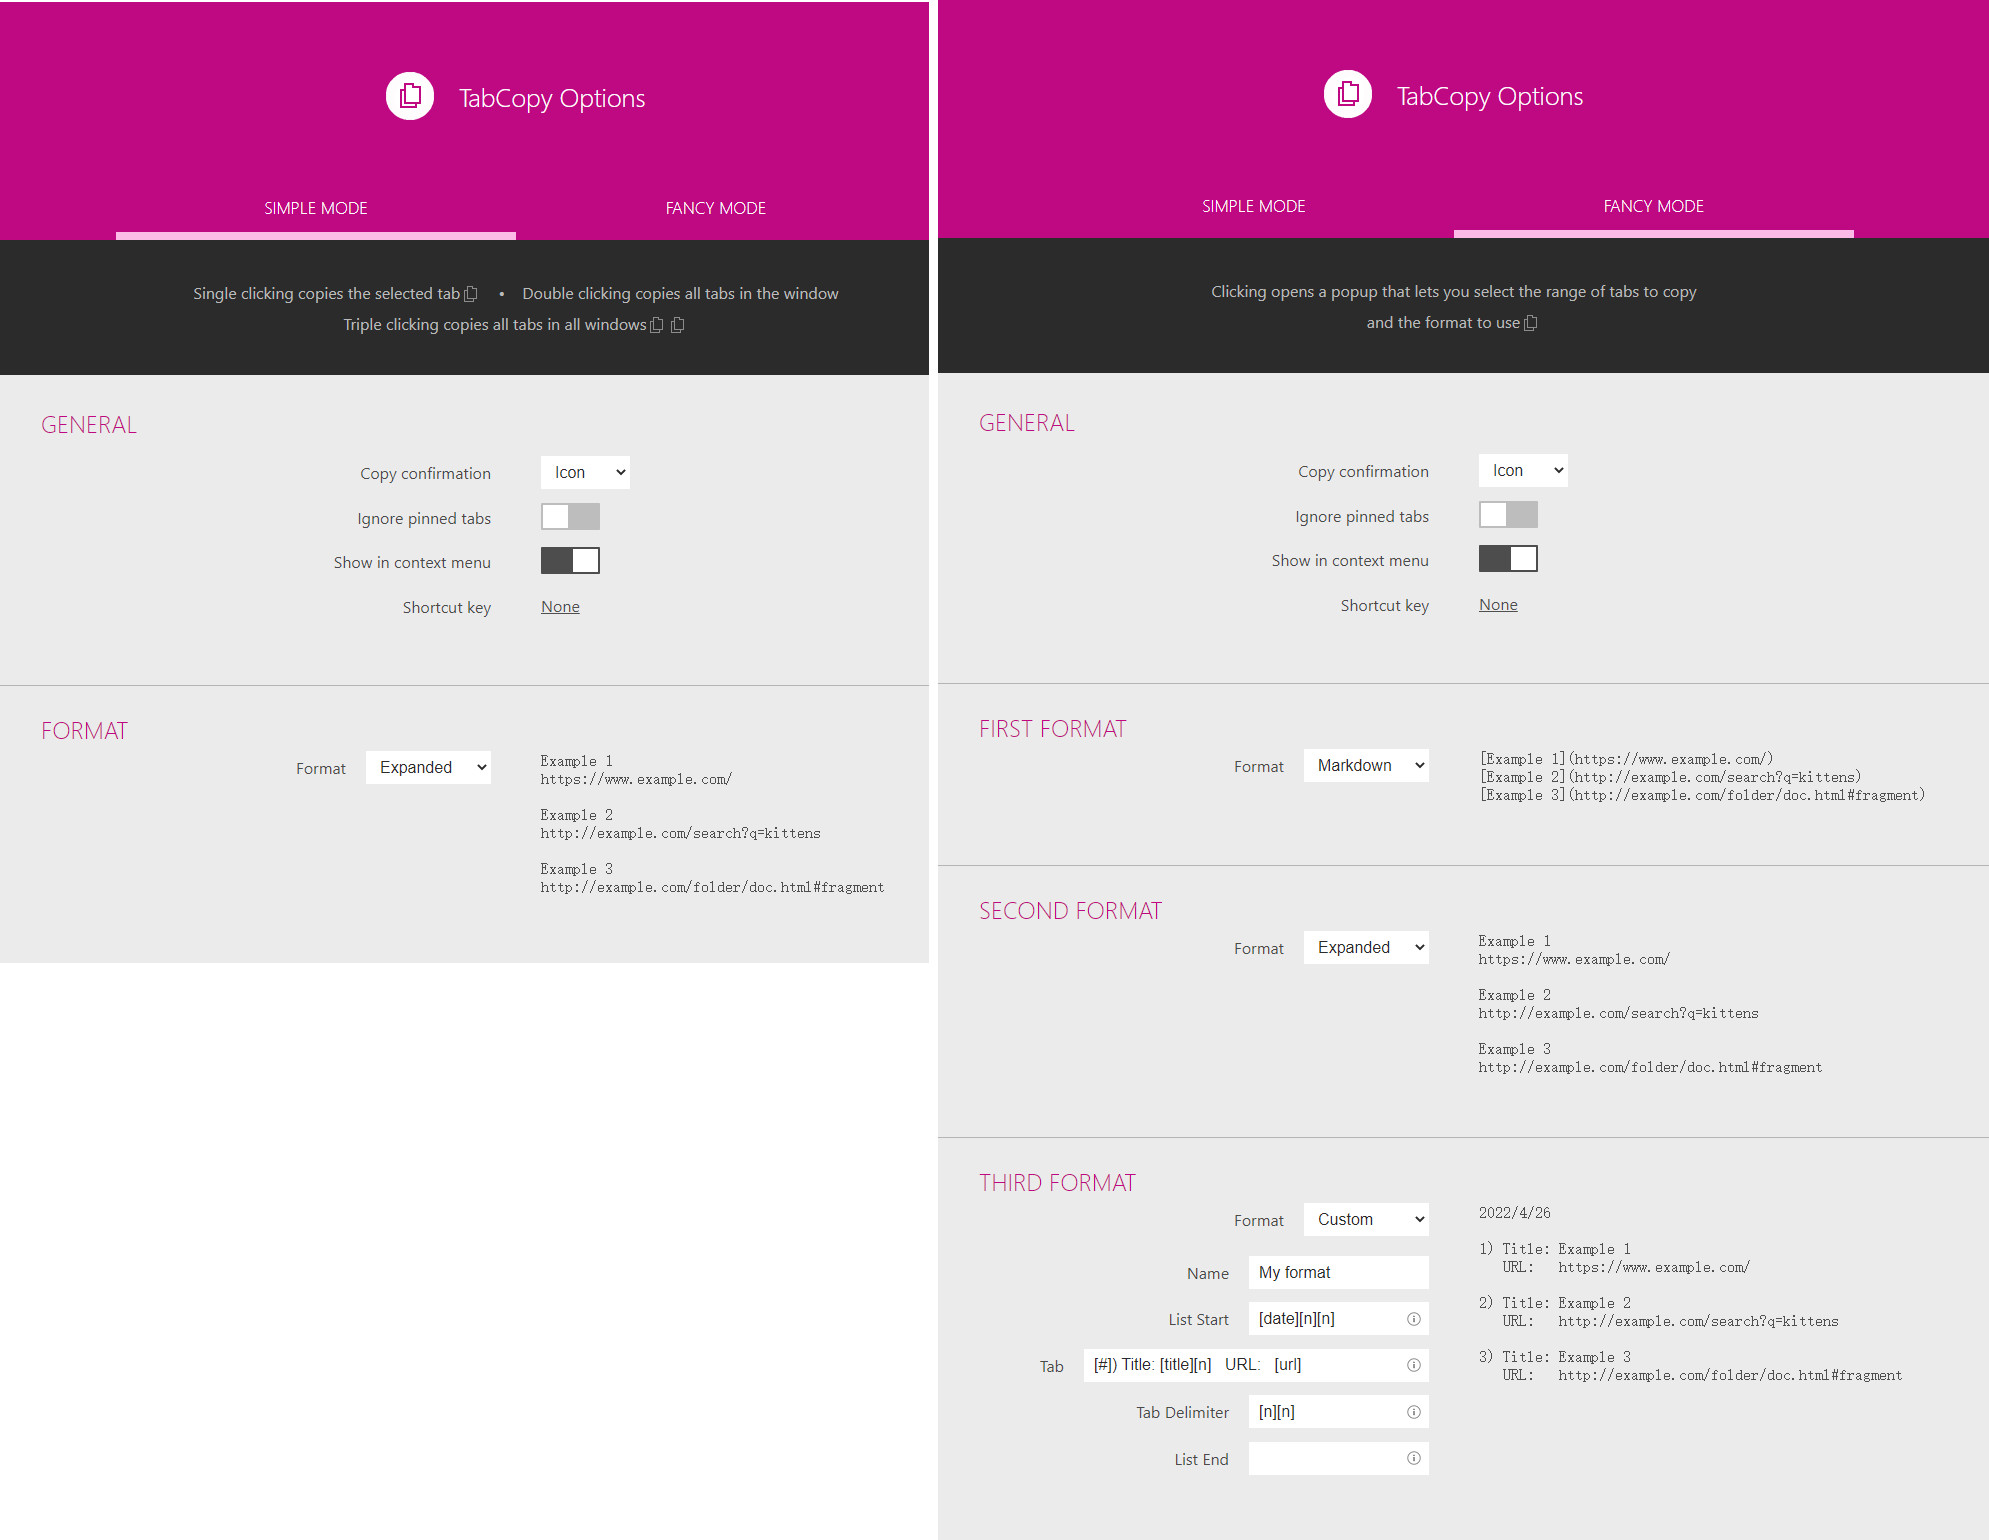 TabCopy Options
SIMPLE MODE
FANCY MODE
Single clicking copies the selected tab • Double clicking copies all tabs in the window
Triple clicking copies all tabs in all windows
GENERAL
Copy confirmation Icon
Ignore pinned tabs
Show in context menu
Shortcut key None
FORMAT
Format Expanded
Example 1
https://www.example.com/
Example 2
http://example.com/search?q=kittens
Example 3
http://example.com/folder/doc.html#fragment
TabCopy Options
SIMPLE MODE
FANCY MODE
Clicking opens a popup that lets you select the range of tabs to copy
and the format to use
GENERAL
Copy confirmation Icon
Ignore pinned tabs
Show in context menu
Shortcut key None
FIRST FORMAT
Format Markdown
[Example 1](https://www.example.com/)
[Example 2](http://example.com/search?q=kittens)
[Example 3](http://example.com/folder/doc.html#fragment)
SECOND FORMAT
Format Expanded
Example 1
https://www.example.com/
Example 2
http://example.com/search?q=kittens
Example 3
http://example.com/folder/doc.html#fragment
THIRD FORMAT
Format Custom
Name My format
List Start [date][n][n]
Tab [#]) Title: [title][n]   URL:   [url]
Tab Delimiter [n][n]
List End
2022/4/26
1) Title: Example 1
URL:   https://www.example.com/
2) Title: Example 2
URL:   http://example.com/search?q=kittens
3) Title: Example 3
URL:   http://example.com/folder/doc.html#fragment